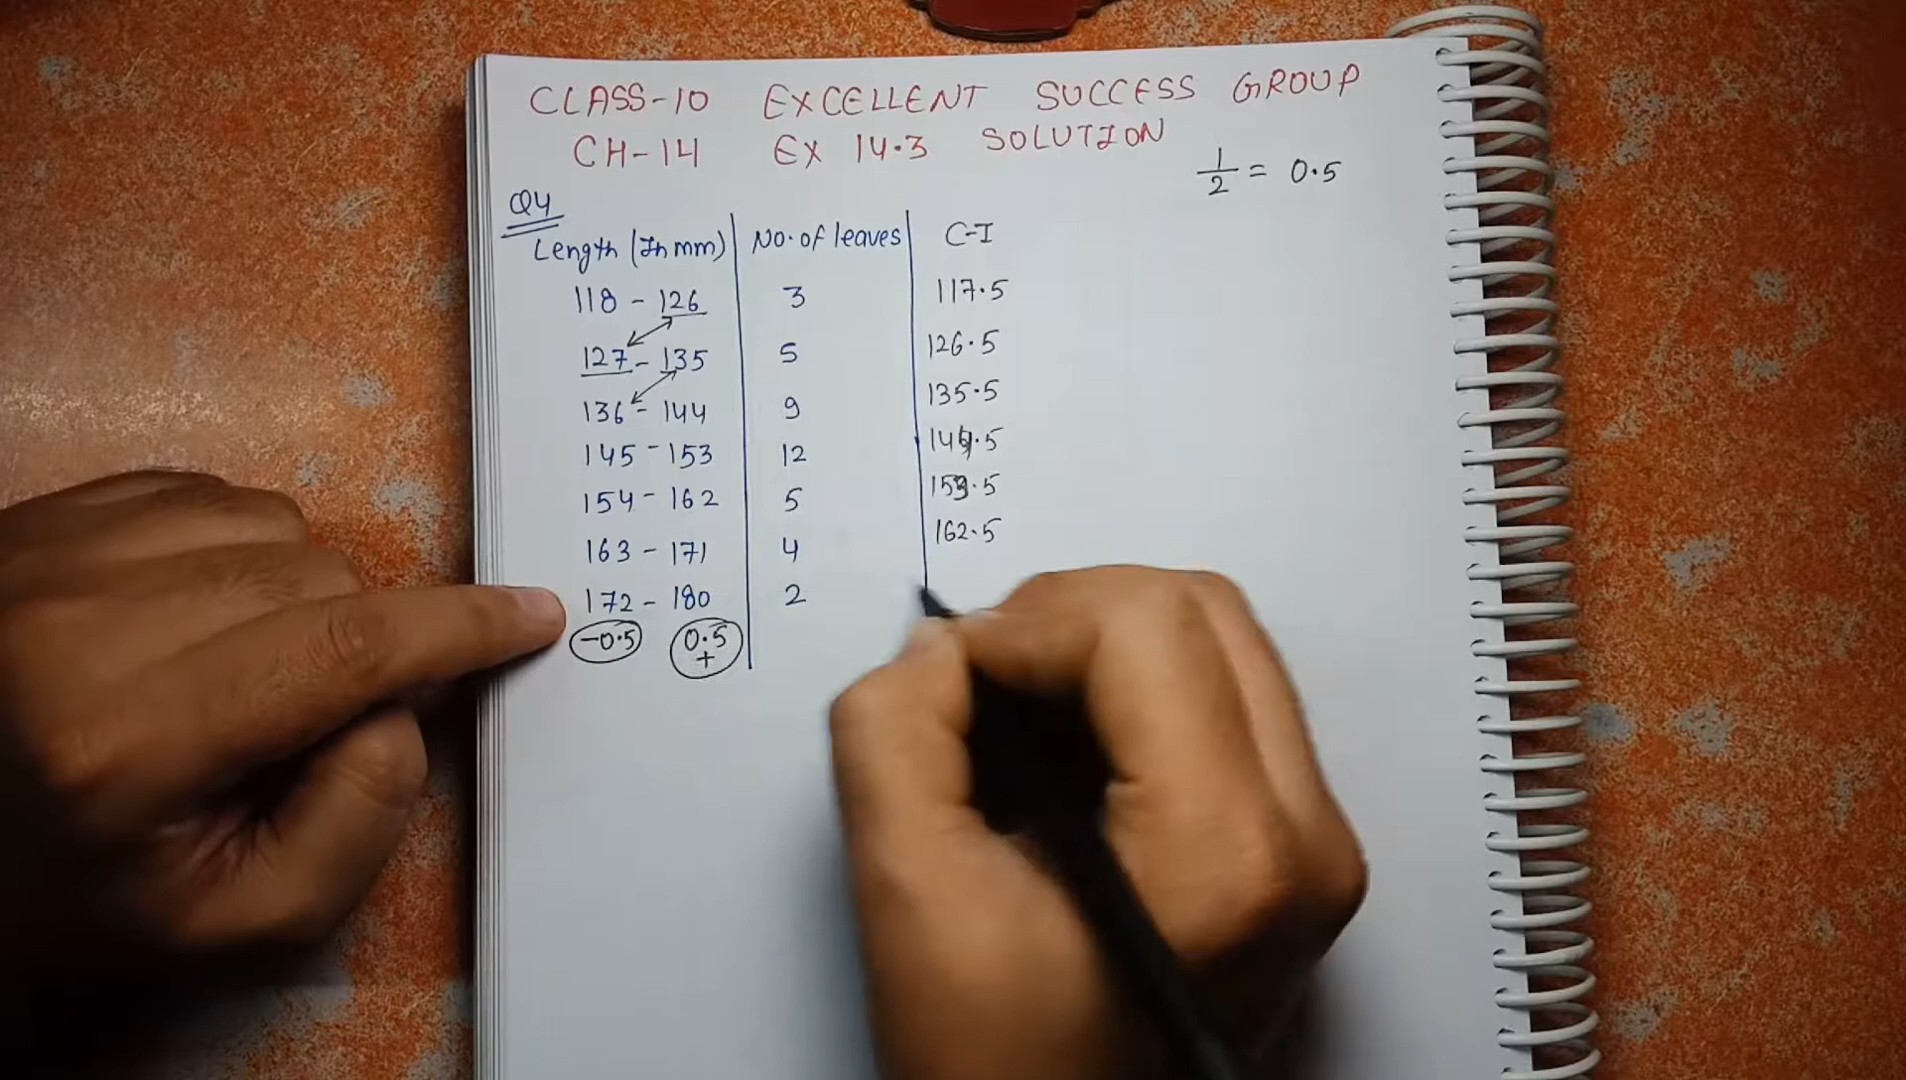 CLASS-10 EXCELLENT SUCCESS GROUP
CH-14 EX 14.3 SOLUTION
1/2 = 0.5
Q4
Length (In mm) No. of leaves C-I
118 - 126 3 117.5
127 - 135 5 126.5
136 - 144 9 135.5
145 - 153 12 144.5
154 - 162 5 153.5
163 - 171 4 162.5
172 - 180 2
-0.5 0.5
+